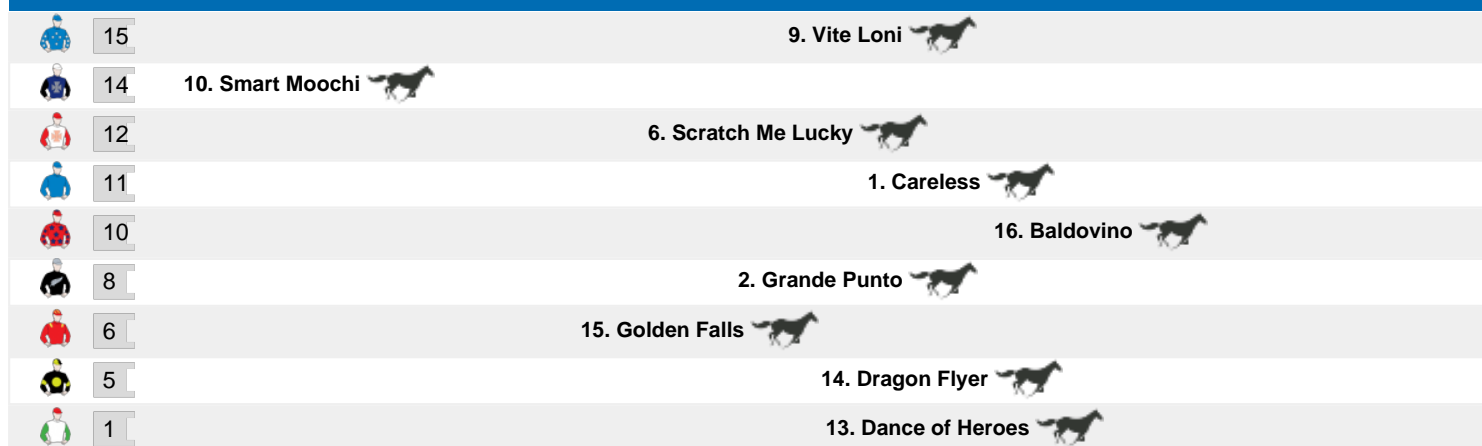 15 9. Vite Loni
14 10. Smart Moochi
12 6. Scratch Me Lucky
11 1. Careless
10 16. Baldovino
8 2. Grande Punto
6 15. Golden Falls
5 14. Dragon Flyer
1 13. Dance of Heroes